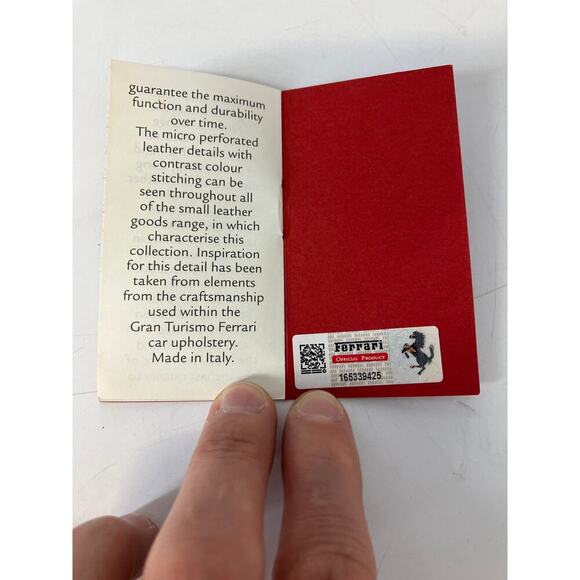 guarantee the maximum
function and durability
over time.
The micro perforated
leather details with
contrast colour
stitching can be
seen throughout all
of the small leather
goods range, in which
characterise this
collection. Inspiration
for this detail has been
taken from elements
from the craftsmanship
used within the
Gran Turismo Ferrari
car upholstery.
Made in Italy.
Ferrari
Official Product
165339425